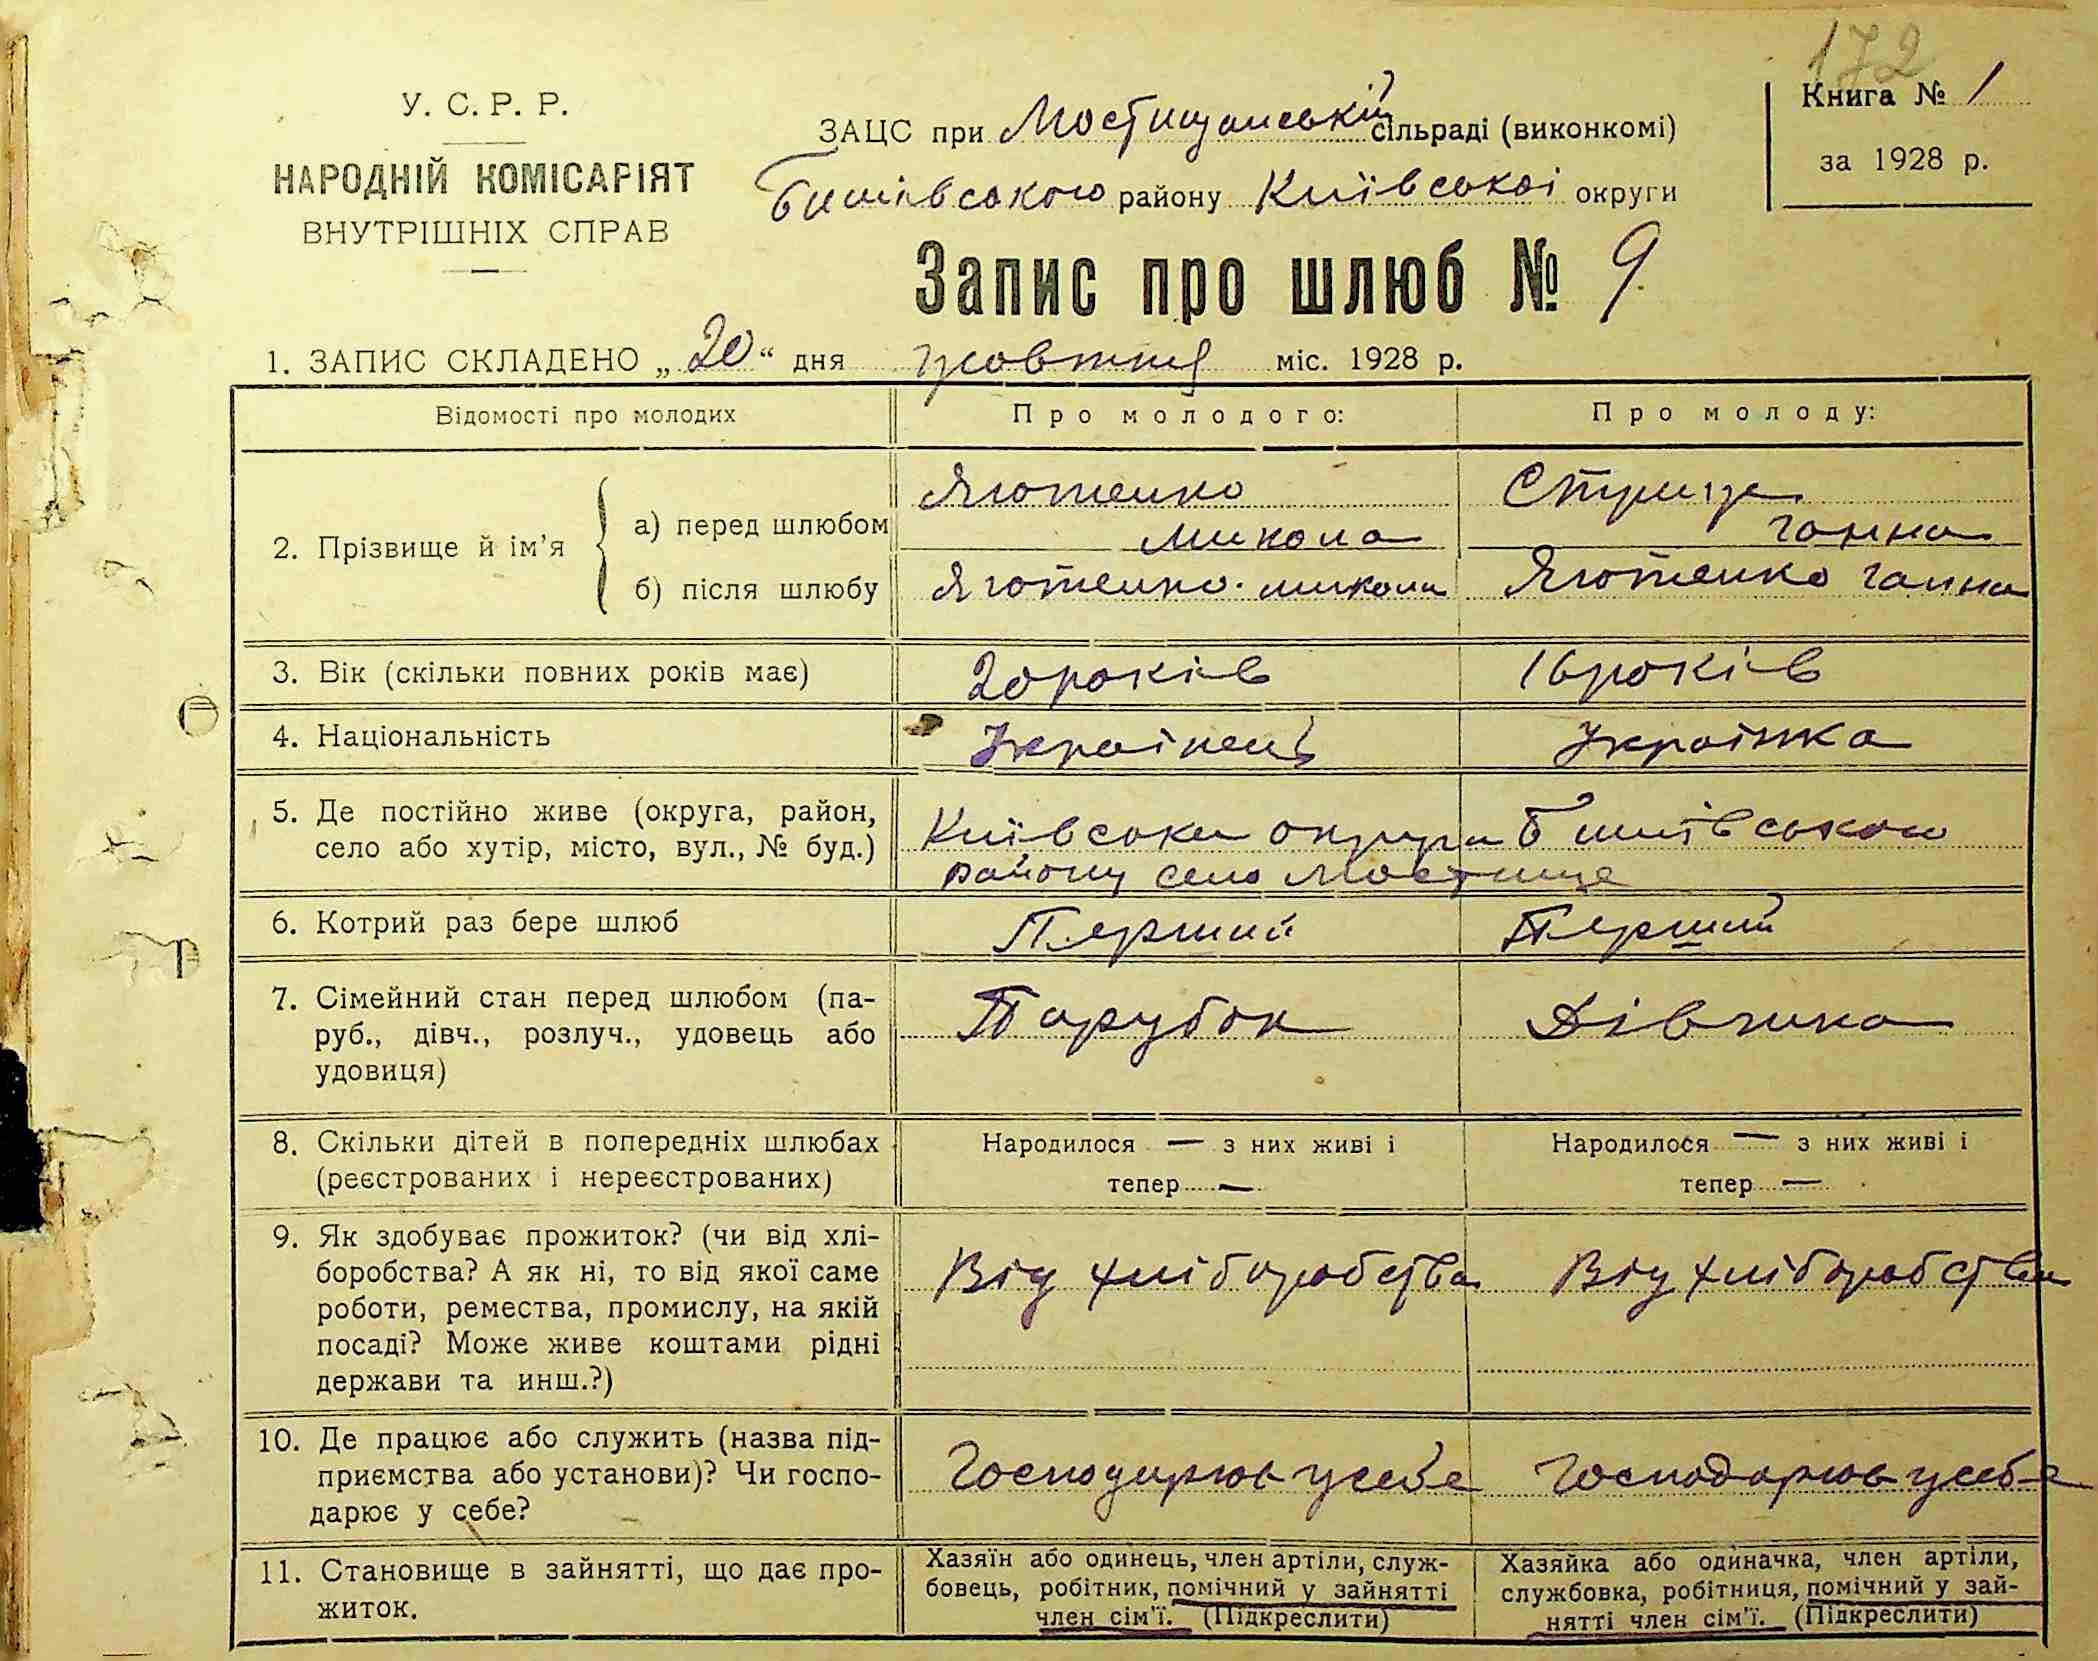 172
У. С. Р. Р.
НАРОДНІЙ КОМІСАРІЯТ
ВНУТРІШНІХ СПРАВ
ЗАЦС при Мостищанській сільраді (виконкомі)
Бишівського району Київської округи
Книга № 1
за 1928 р.
Запис про шлюб № 9
1. ЗАПИС СКЛАДЕНО „20“ дня жовтня міс. 1928 р.
Відомості про молодих
Про молодого:
Про молоду:
2. Прізвище й ім’я
а) перед шлюбом
Яготенко
Микола
Ганна
б) після шлюбу
Яготенко Микола
Яготенко Ганна
3. Вік (скільки повних років має)
20 років
16 років
4. Національність
Українец
Українка
5. Де постійно живе (округа, район,
село або хутір, місто, вул., № буд.)
Київська округа Бишівського
району село Мостище
6. Котрий раз бере шлюб
Перший
Перший
7. Сімейний стан перед шлюбом (па-
руб., дівч., розлуч., удовець або
удовиця)
Парубок
Дівчина
8. Скільки дітей в попередніх шлюбах
(реєстрованих і нереєстрованих)
Народилося — з них живі і
тепер —
Народилося — з них живі і
тепер —
9. Як здобуває прожиток? (чи від хлі-
боробства? А як ні, то від якої саме
роботи, ремества, промислу, на якій
посаді? Може живе коштами рідні
держави та инш.?)
Від хліборобства
Від хліборобства
10. Де працює або служить (назва під-
приємства або установи)? Чи госпо-
дарює у себе?
Господарює у себе
Господарює у себе
11. Становище в зайнятті, що дає про-
житок.
Хазяїн або одинець, член артіли, служ-
бовець, робітник, помічний у зайнятті
член сім’ї. (Підкреслити)
Хазяйка або одиначка, член артіли,
службовка, робітниця, помічний у зай-
нятті член сім’ї. (Підкреслити)